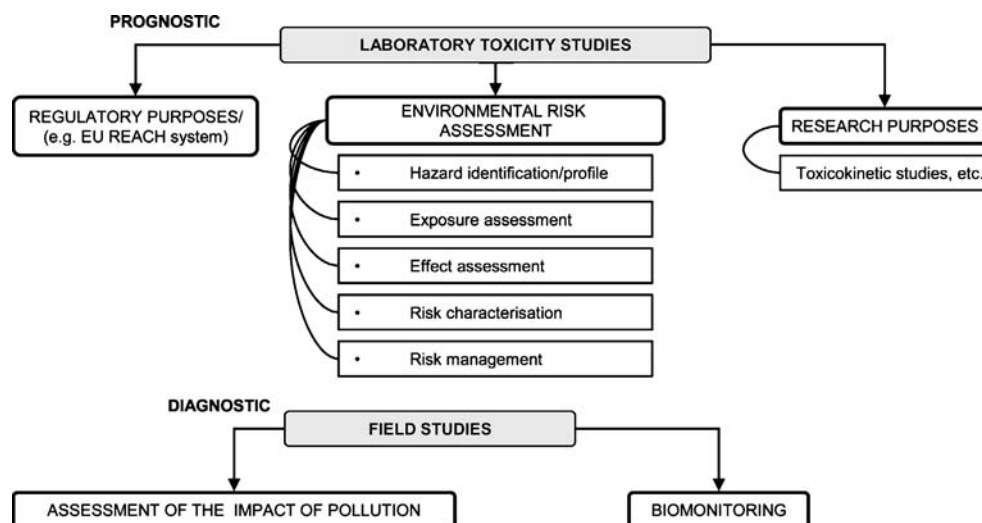 PROGNOSTIC
LABORATORY TOXICITY STUDIES
REGULATORY PURPOSES/
(e.g. EU REACH system)
ENVIRONMENTAL RISK
ASSESSMENT
RESEARCH PURPOSES
• Hazard identification/profile
Toxicokinetic studies, etc.
• Exposure assessment
• Effect assessment
• Risk characterisation
• Risk management
DIAGNOSTIC
FIELD STUDIES
ASSESSMENT OF THE IMPACT OF POLLUTION
BIOMONITORING